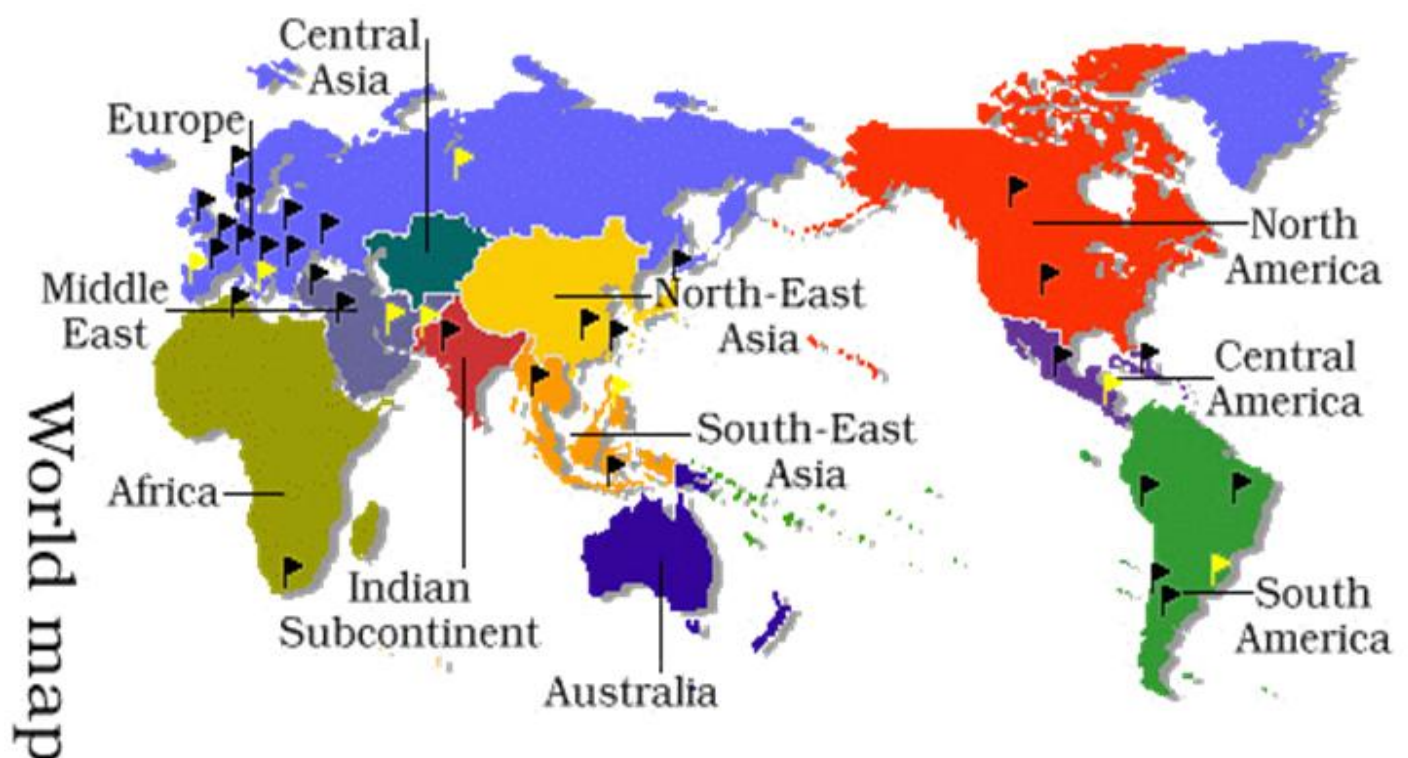 Central
Asia
Europe
Middle
East
North
America
North-East
Asia
Central
America
South-East
Asia
Africa
Indian
Subcontinent
South
America
Australia
World map